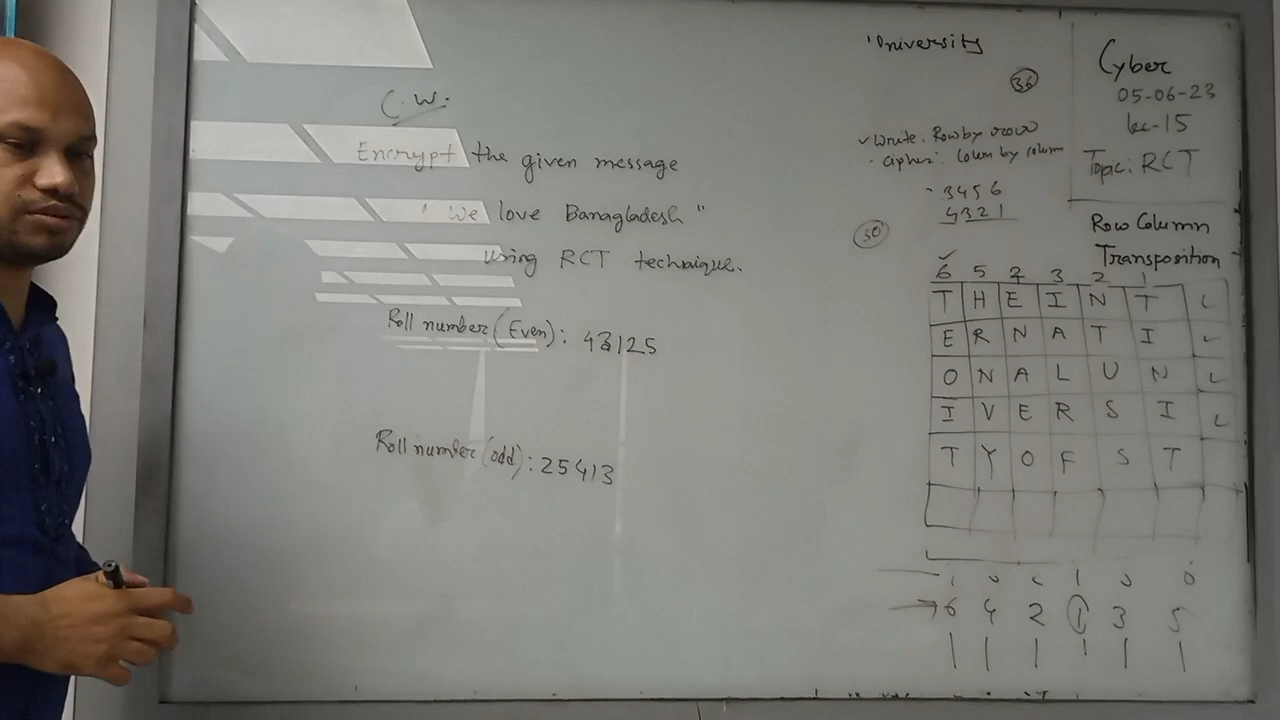 C.W.
Encrypt the given message
"We love Banagladesh"
using RCT technique.
Roll number (Even): 43125
Roll number (odd): 25413
University
36
Write: Row by row
cipher: Colum by column
3456
4321
30
Cyber
05-06-23
Lec-15
Topic: RCT
Row Column
Transposition
6 5 4 3 2 1
T H E I N T
E R N A T I
O N A L U N
I V E R S I
T Y O F S T
6 4 2 1 3 5